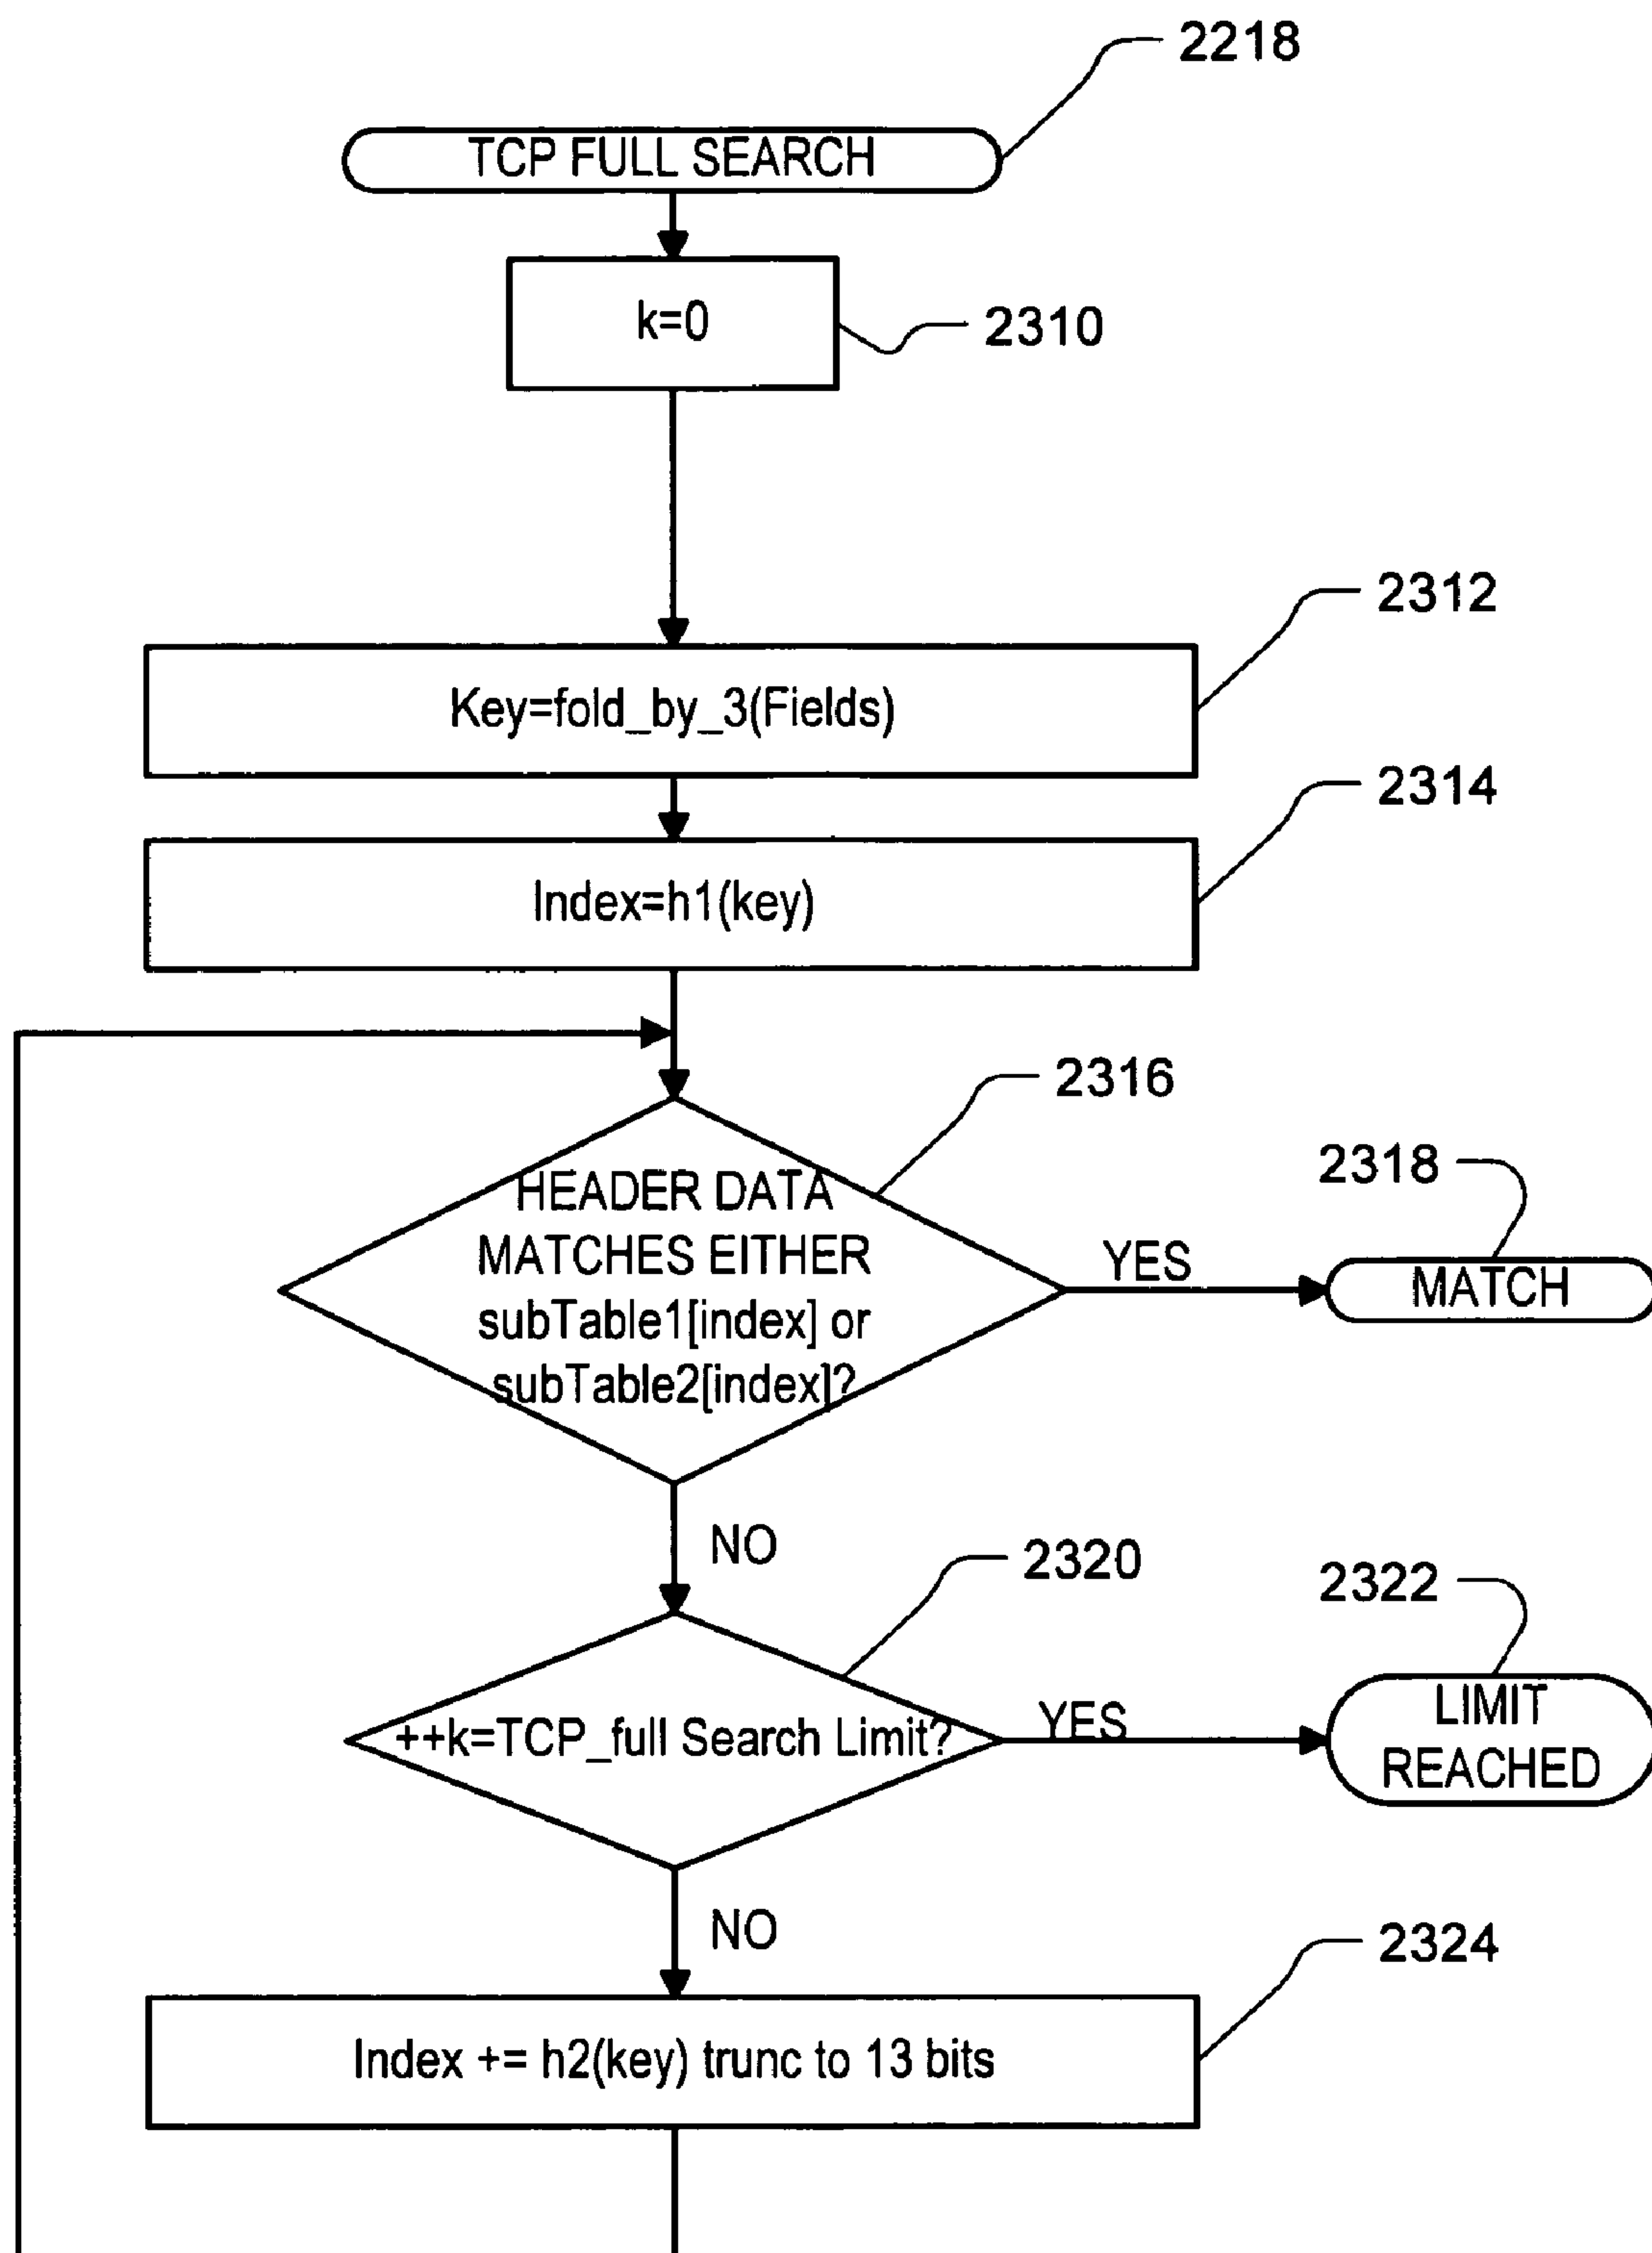 2218
TCP FULL SEARCH
k=0
2310
2312
Key=fold_by_3(Fields)
2314
Index=h1(key)
2316
HEADER DATA
MATCHES EITHER
subTable1[index] or
subTable2[index]?
YES
2318
MATCH
NO
2320
++k=TCP_full Search Limit?
YES
2322
LIMIT
REACHED
NO
2324
Index += h2(key) trunc to 13 bits